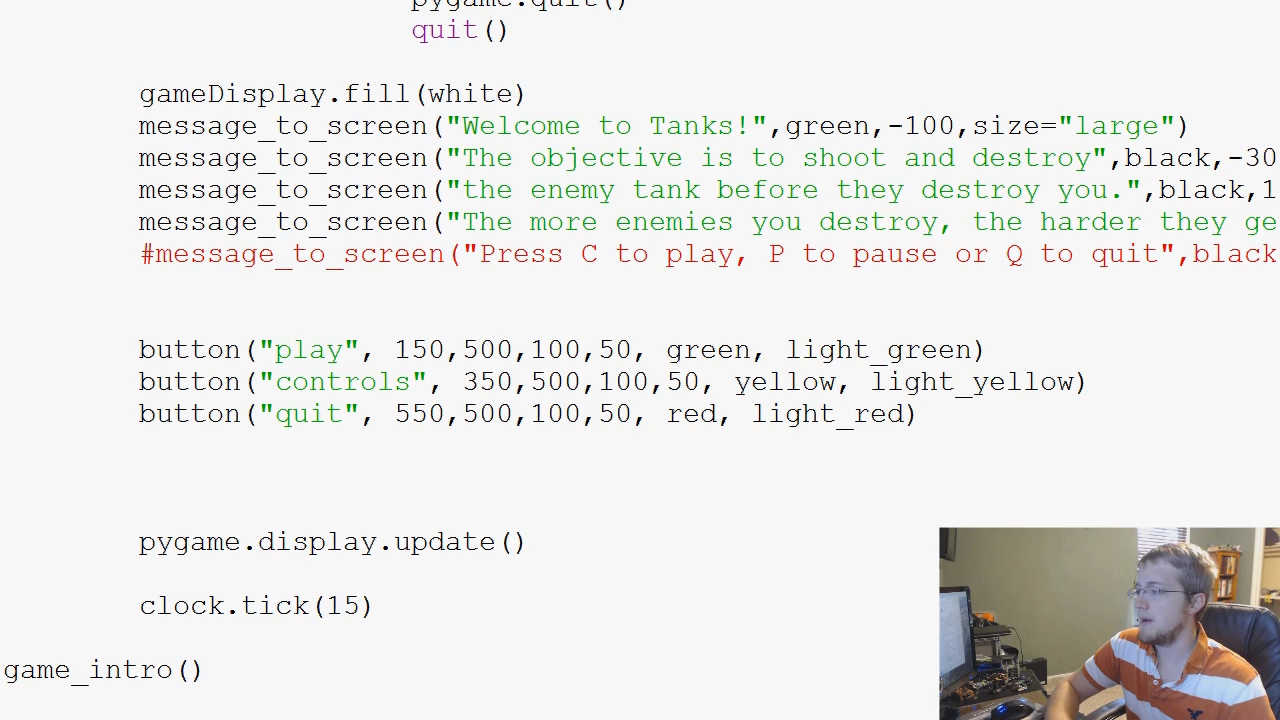 pygame.quit()
quit()
gameDisplay.fill(white)
message_to_screen("Welcome to Tanks!",green,-100,size="large")
message_to_screen("The objective is to shoot and destroy",black,-30
message_to_screen("the enemy tank before they destroy you.",black,1
message_to_screen("The more enemies you destroy, the harder they ge
#message_to_screen("Press C to play, P to pause or Q to quit",black
button("play", 150,500,100,50, green, light_green)
button("controls", 350,500,100,50, yellow, light_yellow)
button("quit", 550,500,100,50, red, light_red)
pygame.display.update()
clock.tick(15)
game_intro()